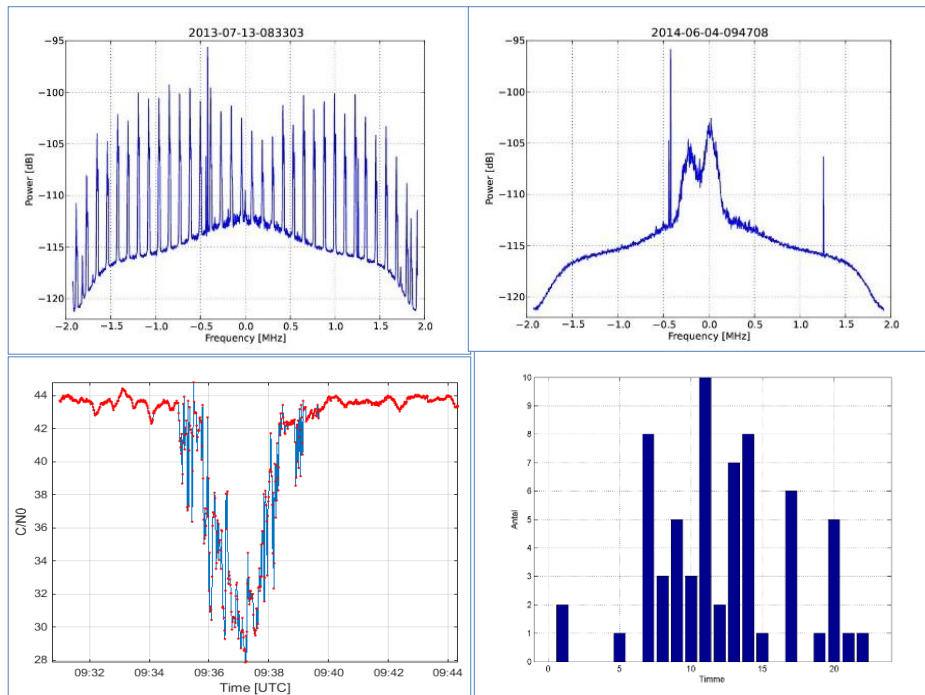 2013-07-13-083303
Power [dB]
−95
−100
−105
−110
−115
−120
−2.0 −1.5 −1.0 −0.5 0.0 0.5 1.0 1.5 2.0
Frequency [MHz]
2014-06-04-094708
Power [dB]
−95
−100
−105
−110
−115
−120
−2.0 −1.5 −1.0 −0.5 0.0 0.5 1.0 1.5 2.0
Frequency [MHz]
C/N0
44
42
40
38
36
34
32
30
28
09:32 09:34 09:36 09:38 09:40 09:42 09:44
Time [UTC]
Antal
10
9
8
7
6
5
4
3
2
1
0
0 5 10 15 20
Timme